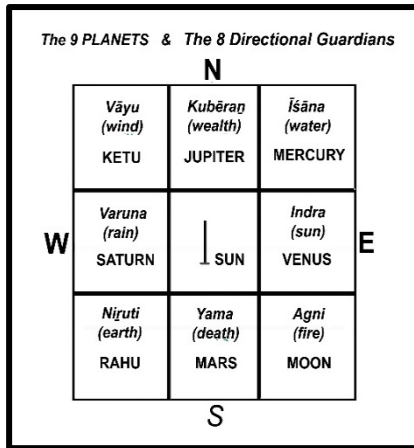 The 9 PLANETS & The 8 Directional Guardians
N
Vāyu
(wind)
KETU
Kubēraṉ
(wealth)
JUPITER
Īśāna
(water)
MERCURY
W
Varuna
(rain)
SATURN
SUN
Indra
(sun)
VENUS
E
Niṟuti
(earth)
RAHU
Yama
(death)
MARS
Agni
(fire)
MOON
S